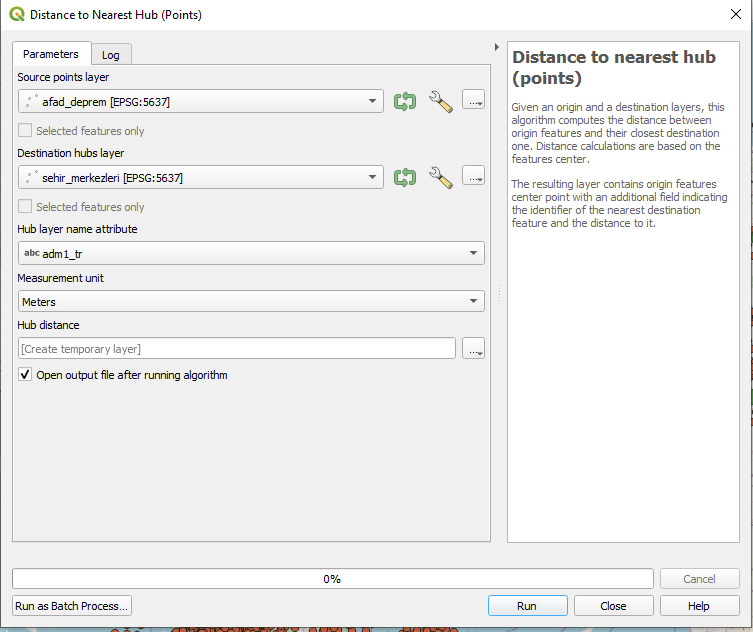 Distance to Nearest Hub (Points)
Parameters
Log
Source points layer
afad_deprem [EPSG:5637]
...
Selected features only
Destination hubs layer
sehir_merkezleri [EPSG:5637]
...
Selected features only
Hub layer name attribute
abc adm1_tr
Measurement unit
Meters
Hub distance
[Create temporary layer]
...
Open output file after running algorithm
Distance to nearest hub
(points)
Given an origin and a destination layers, this
algorithm computes the distance between
origin features and their closest destination
one. Distance calculations are based on the
features center.
The resulting layer contains origin features
center point with an additional field indicating
the identifier of the nearest destination
feature and the distance to it.
0%
Cancel
Run as Batch Process...
Run
Close
Help